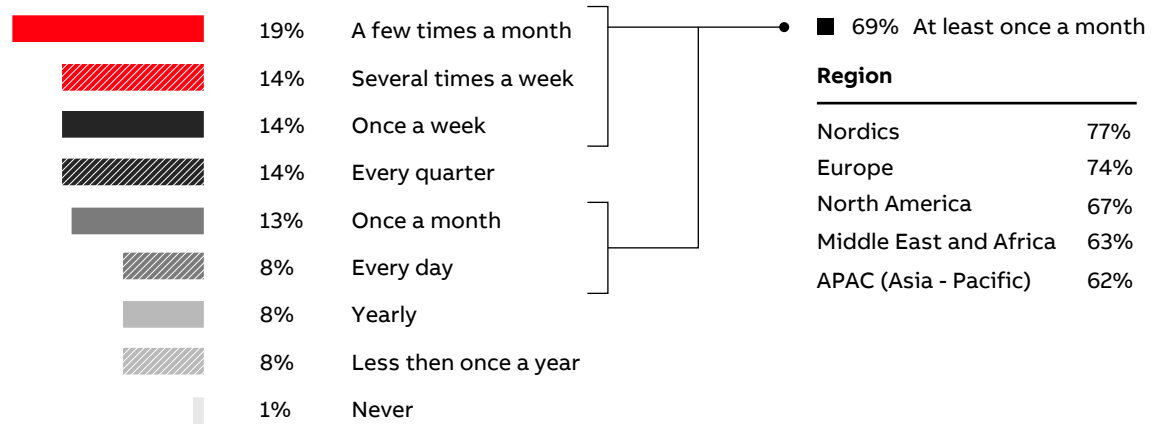 19% A few times a month
14% Several times a week
14% Once a week
14% Every quarter
13% Once a month
8% Every day
8% Yearly
8% Less then once a year
1% Never
69% At least once a month
Region
Nordics 77%
Europe 74%
North America 67%
Middle East and Africa 63%
APAC (Asia - Pacific) 62%